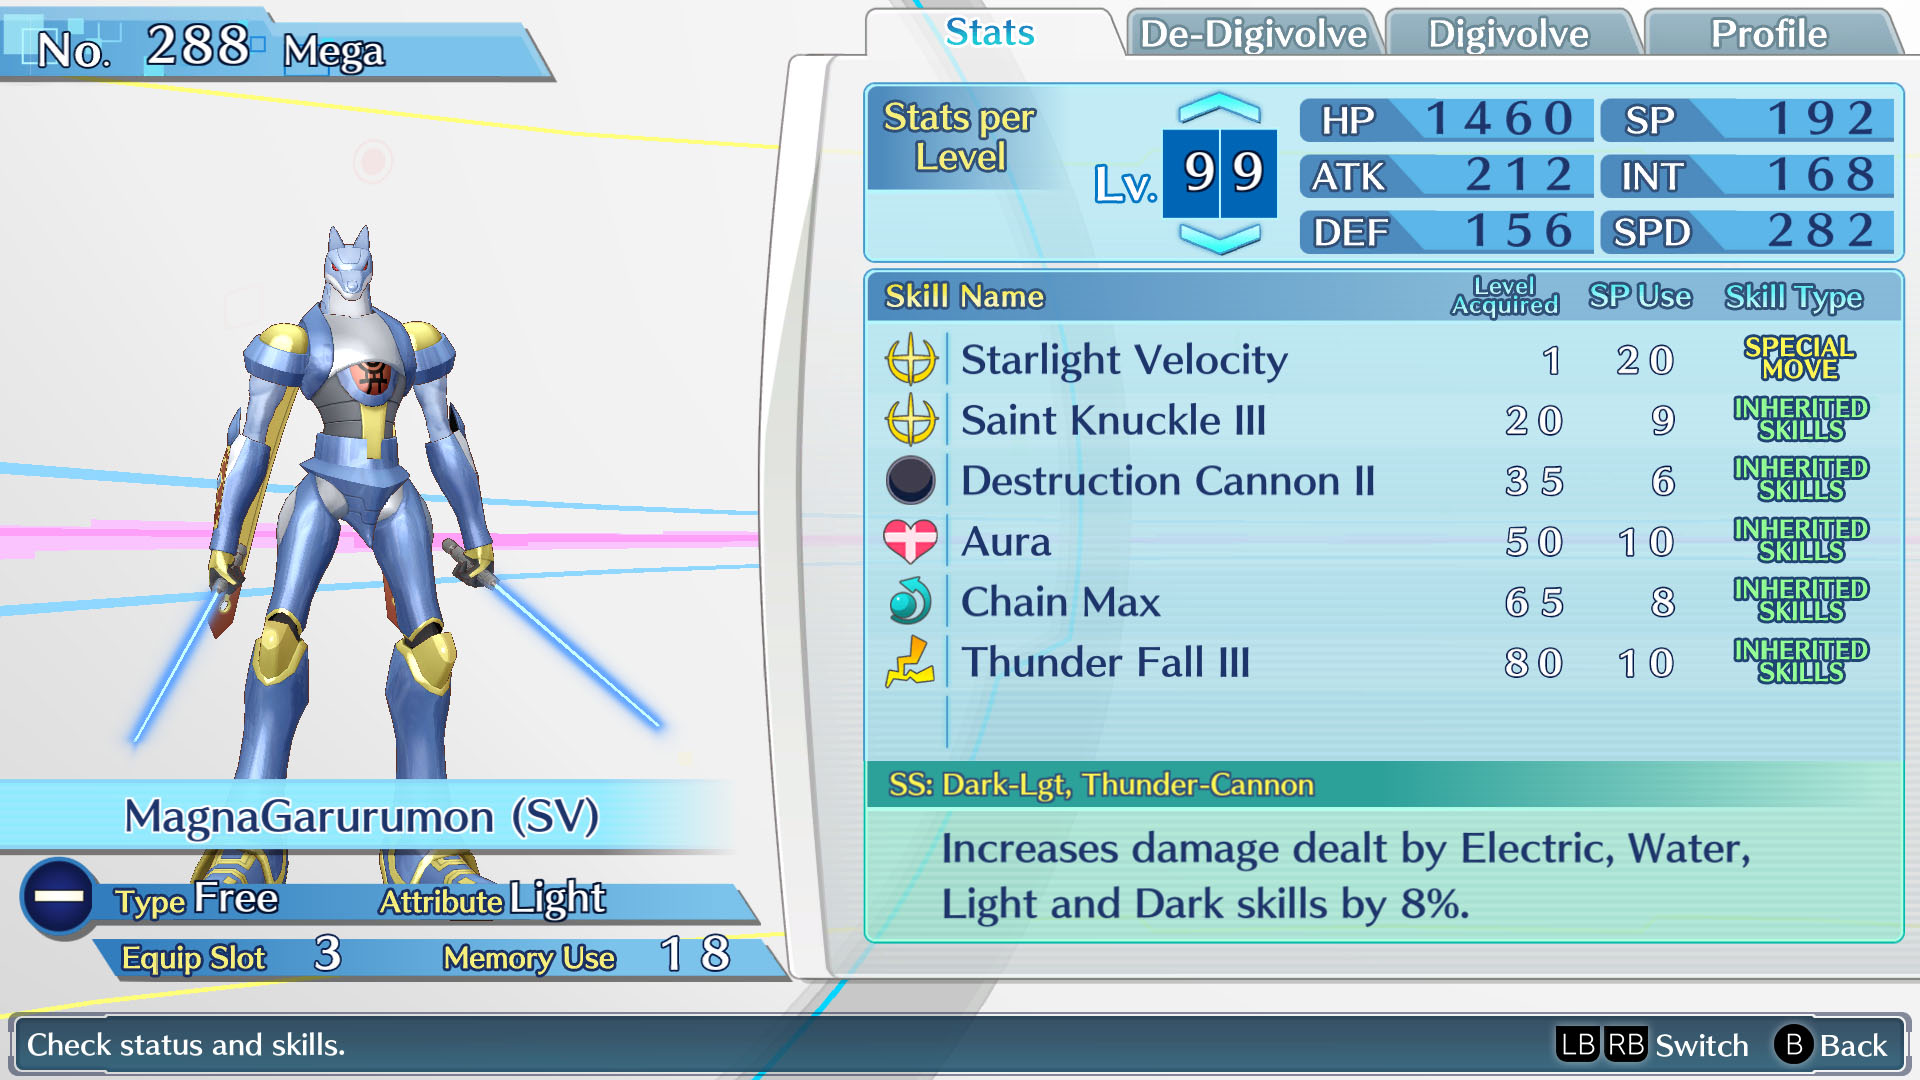 No. 288 Mega
Stats
De-Digivolve
Digivolve
Profile
Stats per
Level
Lv. 99
HP 1460
SP 192
ATK 212
INT 168
DEF 156
SPD 282
Skill Name
Level
Acquired
SP Use
Skill Type
Starlight Velocity 1 20 SPECIAL
MOVE
Saint Knuckle III 20 9 INHERITED
SKILLS
Destruction Cannon II 35 6 INHERITED
SKILLS
Aura 50 10 INHERITED
SKILLS
Chain Max 65 8 INHERITED
SKILLS
Thunder Fall III 80 10 INHERITED
SKILLS
SS: Dark-Lgt, Thunder-Cannon
Increases damage dealt by Electric, Water,
Light and Dark skills by 8%.
MagnaGarurumon (SV)
Type Free Attribute Light
Equip Slot 3 Memory Use 18
Check status and skills.
LB RB Switch B Back